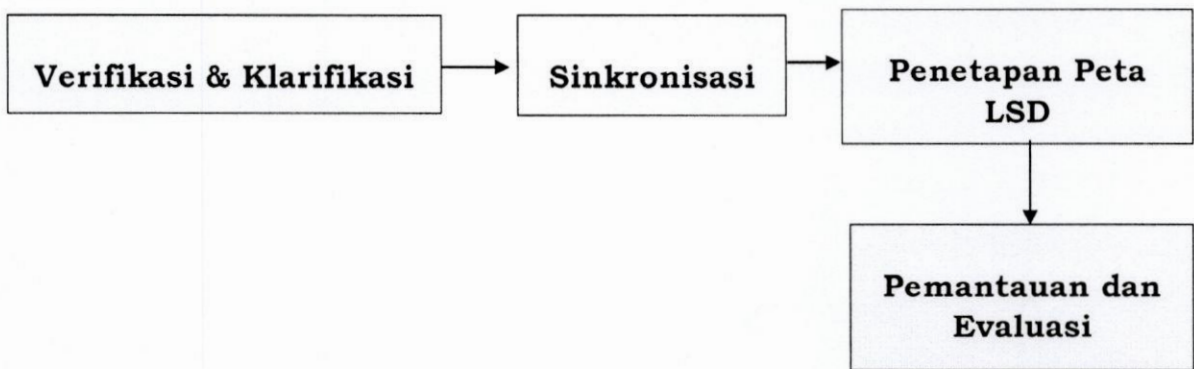 Verifikasi & Klarifikasi
Sinkronisasi
Penetapan Peta
LSD
Pemantauan dan
Evaluasi